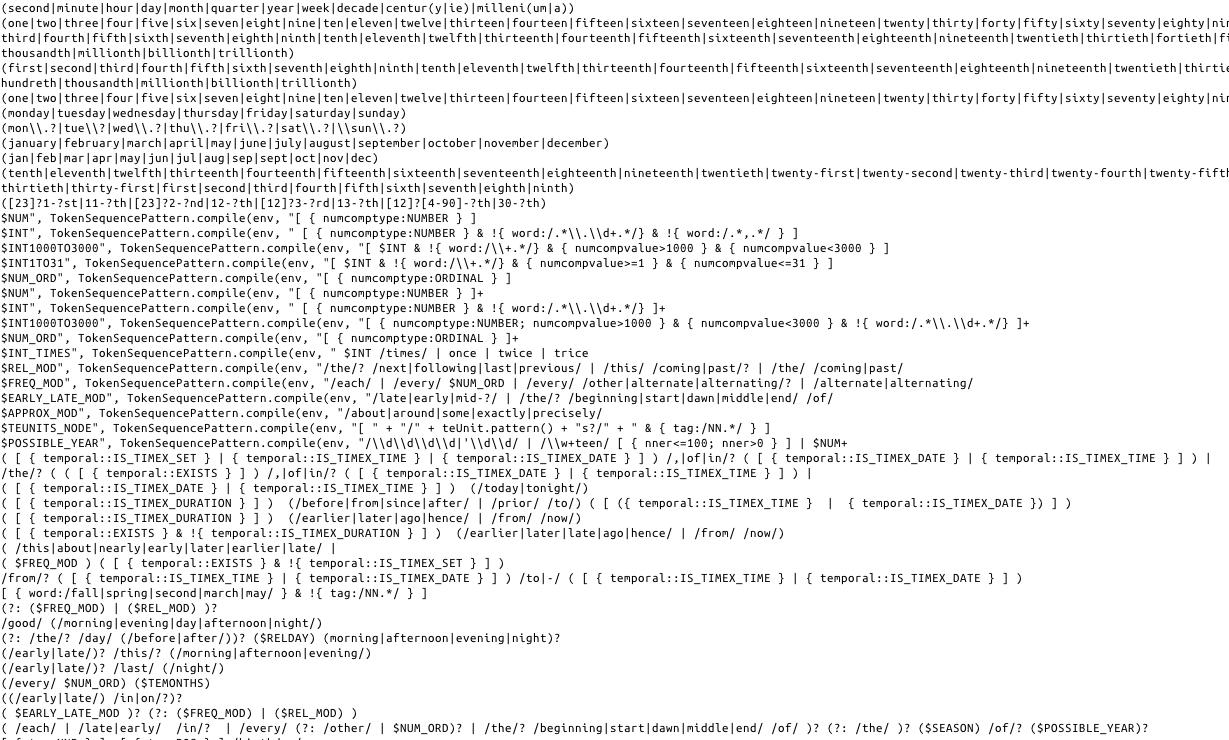 (second|minute|hour|day|month|quarter|year|week|decade|centur(y|ie)|milleni(um|a))
(one|two|three|four|five|six|seven|eight|nine|ten|eleven|twelve|thirteen|fourteen|fifteen|sixteen|seventeen|eighteen|nineteen|twenty|thirty|forty|fifty|sixty|seventy|eighty|nin
third|fourth|fifth|sixth|seventh|eighth|ninth|tenth|eleventh|twelfth|thirteenth|fourteenth|fifteenth|sixteenth|seventeenth|eighteenth|nineteenth|twentieth|thirtieth|fortieth|fi
thousandth|millionth|billionth|trillionth)
(first|second|third|fourth|fifth|sixth|seventh|eighth|ninth|tenth|eleventh|twelfth|thirteenth|fourteenth|fifteenth|sixteenth|seventeenth|eighteenth|nineteenth|twentieth|thirtie
hundreth|thousandth|millionth|billionth|trillionth)
(one|two|three|four|five|six|seven|eight|nine|ten|eleven|twelve|thirteen|fourteen|fifteen|sixteen|seventeen|eighteen|nineteen|twenty|thirty|forty|fifty|sixty|seventy|eighty|nin
(monday|tuesday|wednesday|thursday|friday|saturday|sunday)
(mon\\.?|tue\\?|wed\\.?|thu\\.?|fri\\.?|sat\\.?|\\sun\\.?)
(january|february|march|april|may|june|july|august|september|october|november|december)
(jan|feb|mar|apr|may|jun|jul|aug|sep|sept|oct|nov|dec)
(tenth|eleventh|twelfth|thirteenth|fourteenth|fifteenth|sixteenth|seventeenth|eighteenth|nineteenth|twentieth|twenty-first|twenty-second|twenty-third|twenty-fourth|twenty-fifth
thirtieth|thirty-first|first|second|third|fourth|fifth|sixth|seventh|eighth|ninth)
([23]?1-?st|11-?th|[23]?2-?nd|12-?th|[12]?3-?rd|13-?th|[12]?[4-90]-?th|30-?th)
$NUM", TokenSequencePattern.compile(env, "[ { numcomptype:NUMBER } ]
$INT", TokenSequencePattern.compile(env, " [ { numcomptype:NUMBER } & !{ word:/.*\\.\\d+.*/} & !{ word:/.*,.*/ } ]
$INT1000TO3000", TokenSequencePattern.compile(env, "[ $INT & !{ word:/\\+.*/} & { numcompvalue>1000 } & { numcompvalue<3000 } ]
$INT1TO31", TokenSequencePattern.compile(env, "[ $INT & !{ word:/\\+.*/} & { numcompvalue>=1 } & { numcompvalue<=31 } ]
$NUM_ORD", TokenSequencePattern.compile(env, "[ { numcomptype:ORDINAL } ]
$NUM", TokenSequencePattern.compile(env, "[ { numcomptype:NUMBER } ]+
$INT", TokenSequencePattern.compile(env, " [ { numcomptype:NUMBER } & !{ word:/.*\\.\\d+.*/} ]+
$INT1000TO3000", TokenSequencePattern.compile(env, "[ { numcomptype:NUMBER; numcompvalue>1000 } & { numcompvalue<3000 } & !{ word:/.*\\.\\d+.*/} ]+
$NUM_ORD", TokenSequencePattern.compile(env, "[ { numcomptype:ORDINAL } ]+
$INT_TIMES", TokenSequencePattern.compile(env, " $INT /times/ | once | twice | trice
$REL_MOD", TokenSequencePattern.compile(env, "/the/? /next|following|last|previous/ | /this/ /coming|past/? | /the/ /coming|past/
$FREQ_MOD", TokenSequencePattern.compile(env, "/each/ | /every/ $NUM_ORD | /every/ /other|alternate|alternating/? | /alternate|alternating/
$EARLY_LATE_MOD", TokenSequencePattern.compile(env, "/late|early|mid-?/ | /the/? /beginning|start|dawn|middle|end/ /of/
$APPROX_MOD", TokenSequencePattern.compile(env, "/about|around|some|exactly|precisely/
$TEUNITS_NODE", TokenSequencePattern.compile(env, "[ " + "/" + teUnit.pattern() + "s?/" + " & { tag:/NN.*/ } ]
$POSSIBLE_YEAR", TokenSequencePattern.compile(env, "/\\d\\d\\d\\d|'\\d\\d/ | /\\w+teen/ [ { nner<=100; nner>0 } ] | $NUM+
( [ { temporal::IS_TIMEX_SET } | { temporal::IS_TIMEX_TIME } | { temporal::IS_TIMEX_DATE } ] ) /,|of|in/? ( [ { temporal::IS_TIMEX_DATE } | { temporal::IS_TIMEX_TIME } ] ) |
/the/? ( ( [ { temporal::EXISTS } ] ) /,|of|in/? ( [ { temporal::IS_TIMEX_DATE } | { temporal::IS_TIMEX_TIME } ] ) |
( [ { temporal::IS_TIMEX_DATE } | { temporal::IS_TIMEX_TIME } ] )  (/today|tonight/)
( [ { temporal::IS_TIMEX_DURATION } ] )  (/before|from|since|after/ | /prior/ /to/) ( [ ({ temporal::IS_TIMEX_TIME }  |  { temporal::IS_TIMEX_DATE }) ] )
( [ { temporal::IS_TIMEX_DURATION } ] )  (/earlier|later|ago|hence/ | /from/ /now/)
( [ { temporal::EXISTS } & !{ temporal::IS_TIMEX_DURATION } ] )  (/earlier|later|late|ago|hence/ | /from/ /now/)
( /this|about|nearly|early|later|earlier|late/ |
( $FREQ_MOD ) ( [ { temporal::EXISTS } & !{ temporal::IS_TIMEX_SET } ] )
/from/? ( [ { temporal::IS_TIMEX_TIME } | { temporal::IS_TIMEX_DATE } ] ) /to|-/ ( [ { temporal::IS_TIMEX_TIME } | { temporal::IS_TIMEX_DATE } ] )
[ { word:/fall|spring|second|march|may/ } & !{ tag:/NN.*/ } ]
(?: ($FREQ_MOD) | ($REL_MOD) )?
/good/ (/morning|evening|day|afternoon|night/)
(?: /the/? /day/ (/before|after/))? ($RELDAY) (morning|afternoon|evening|night)?
(/early|late/)? /this/? (/morning|afternoon|evening/)
(/early|late/)? /last/ (/night/)
(/every/ $NUM_ORD) ($TEMONTHS)
((/early|late/) /in|on/?)?
( $EARLY_LATE_MOD )? (?: ($FREQ_MOD) | ($REL_MOD) )
( /each/ | /late|early/  /in/?  | /every/ (?: /other/ | $NUM_ORD)? | /the/? /beginning|start|dawn|middle|end/ /of/ )? (?: /the/ )? ($SEASON) /of/? ($POSSIBLE_YEAR)?